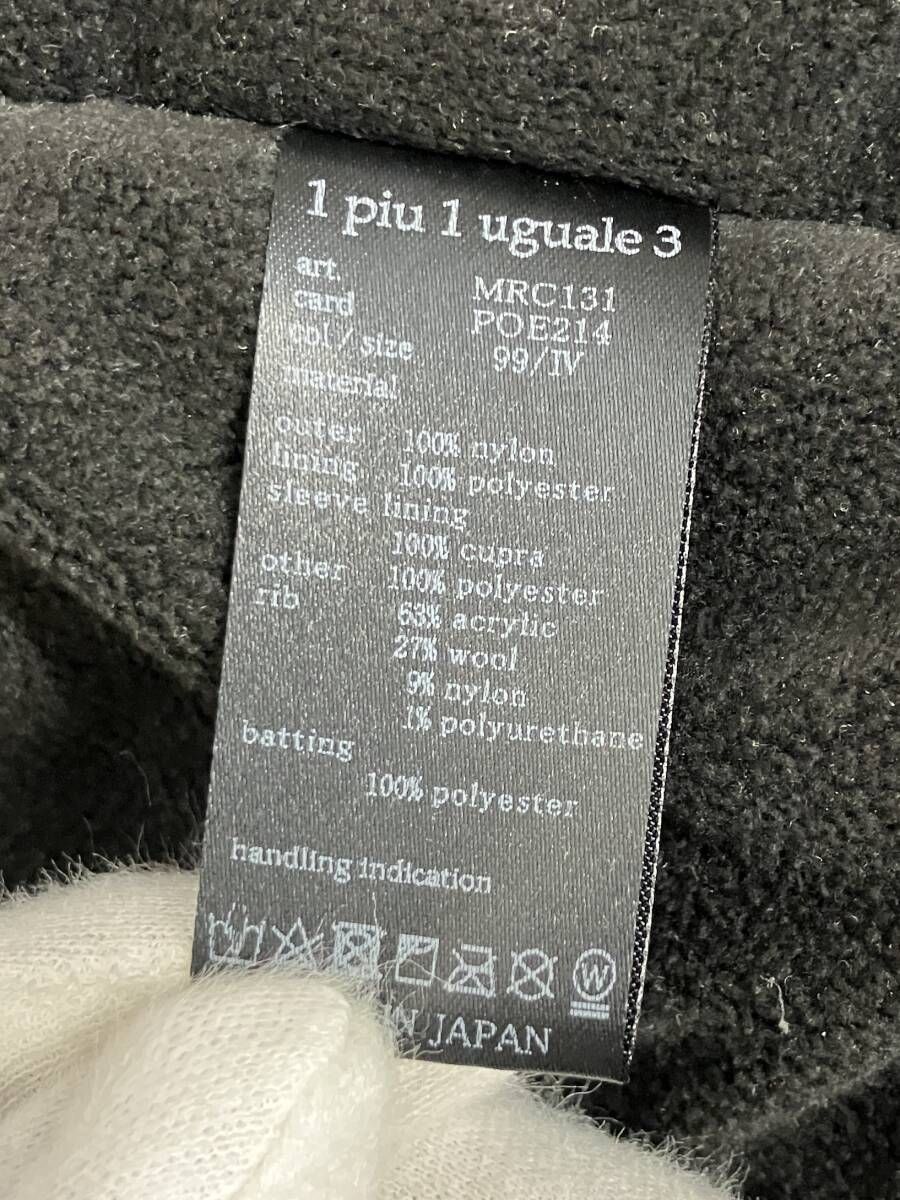 1 piu 1 uguale 3
art. MRC131
card POE214
col/size 99/IV
material
outer 100% nylon
lining 100% polyester
sleeve lining
100% cupra
other 100% polyester
rib 63% acrylic
27% wool
9% nylon
1% polyurethane
batting
100% polyester
handling indication
W
JAPAN